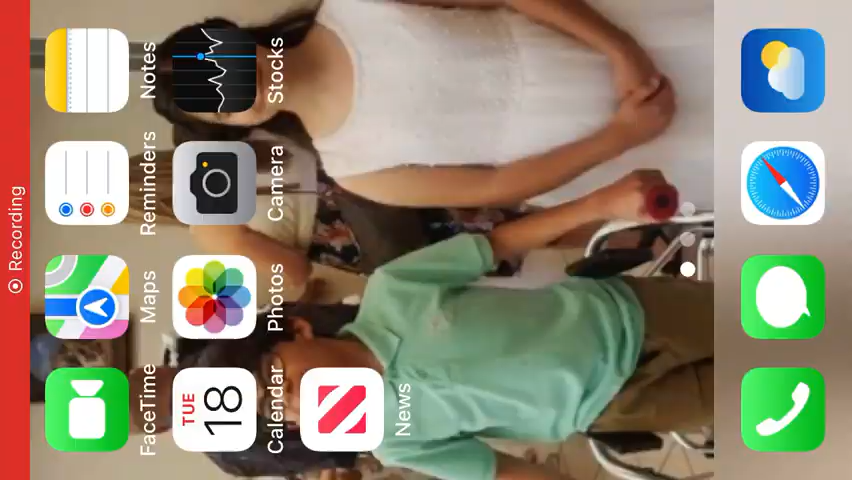 Recording
FaceTime
Maps
Reminders
Notes
TUE
18
Calendar
Photos
Camera
Stocks
News